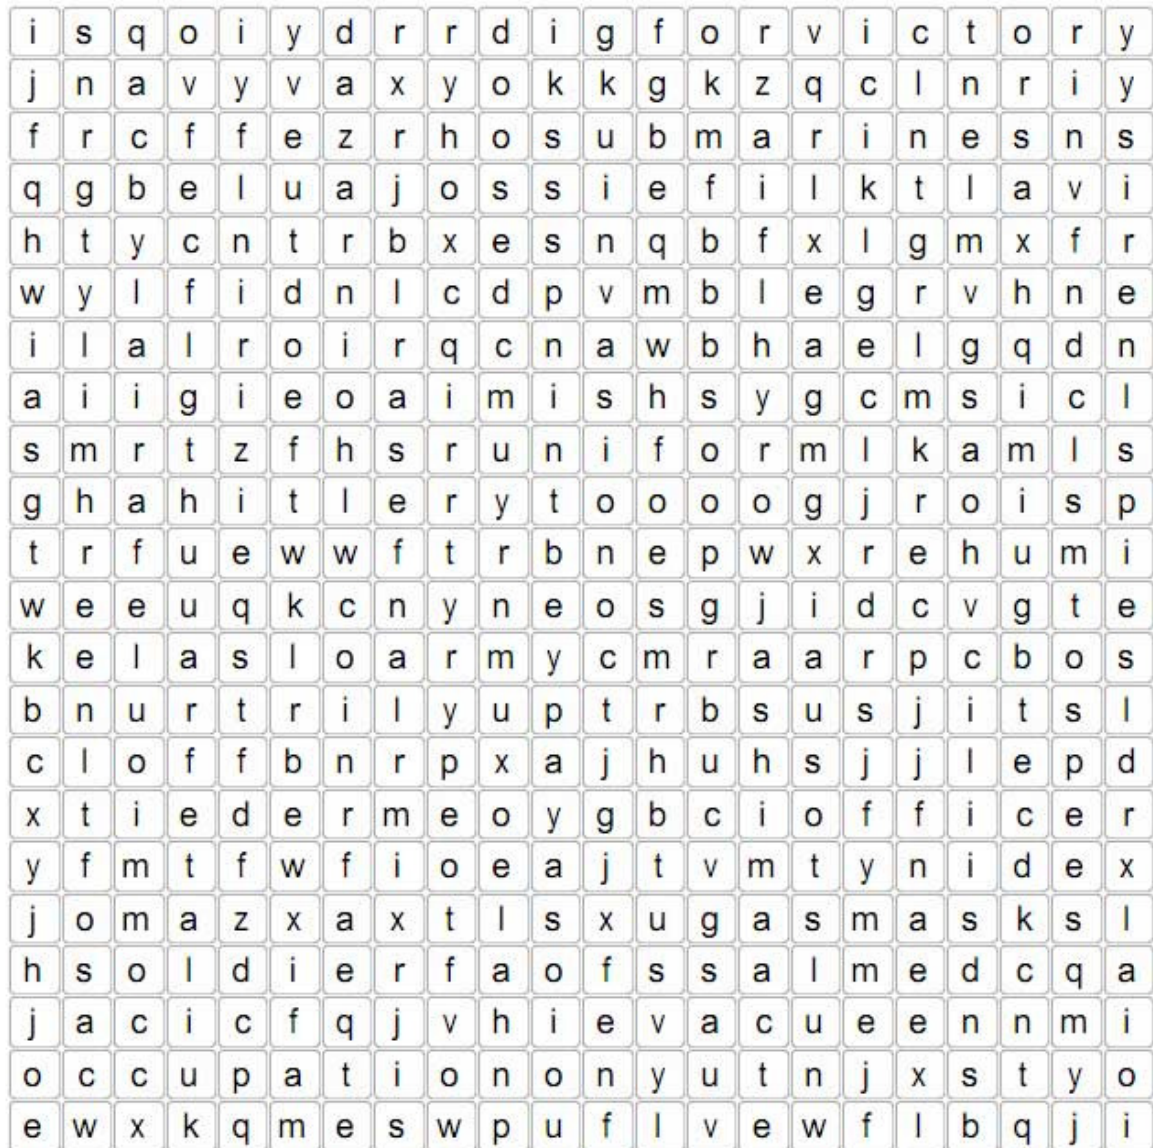 i s q o i y d r r d i g f o r v i c t o r y
j n a v y v a x y o k k g k z q c l n r i y
f r c f f e z r h o s u b m a r i n e s n s
q g b e l u a j o s s i e f i l k t l a v i
h t y c n t r b x e s n q b f x l g m x f r
w y l f i d n l c d p v m b l e g r v h n e
i l a l r o i r q c n a w b h a e l g q d n
a i i g i e o a i m i s h s y g c m s i c l
s m r t z f h s r u n i f o r m l k a m l s
g h a h i t l e r y t o o o o g j r o i s p
t r f u e w w f t r b n e p w x r e h u m i
w e e u q k c n y n e o s g j i d c v g t e
k e l a s l o a r m y c m r a a r p c b o s
b n u r t r i l y u p t r b s u s j i t s l
c l o f f b n r p x a j h u h s j j l e p d
x t i e d e r m e o y g b c i o f f i c e r
y f m t f w f i o e a j t v m t y n i d e x
j o m a z x a x t l s x u g a s m a s k s l
h s o l d i e r f a o f s s a l m e d c q a
j a c i c f q j v h i e v a c u e e n n m i
o c c u p a t i o n o n y u t n j x s t y o
e w x k q m e s w p u f l v e w f l b q j i